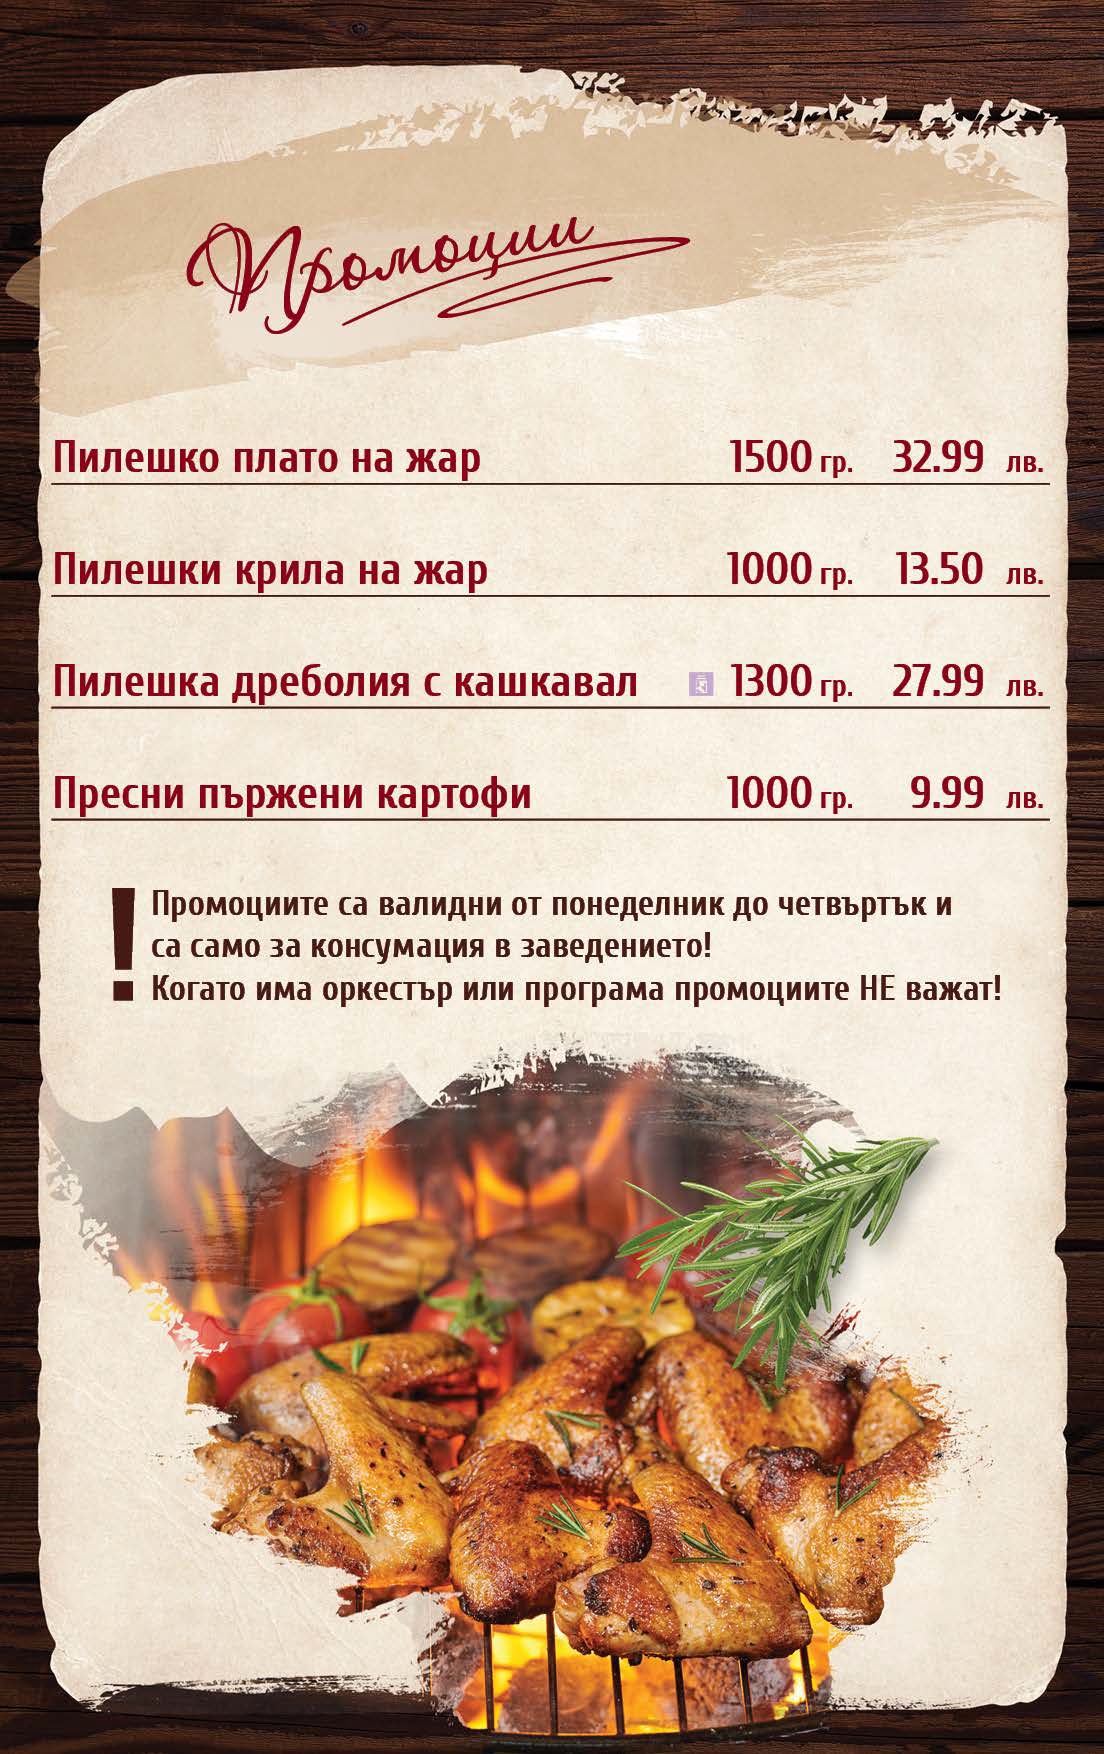 Промоции
Пилешко плато на жар 1500 гр. 32.99 лв.
Пилешки крила на жар 1000 гр. 13.50 лв.
Пилешка дреболия с кашкавал 1300 гр. 27.99 лв.
Пресни пържени картофи 1000 гр. 9.99 лв.
! Промоциите са валидни от понеделник до четвъртък и
са само за консумация в заведението!
Когато има оркестър или програма промоциите НЕ важат!